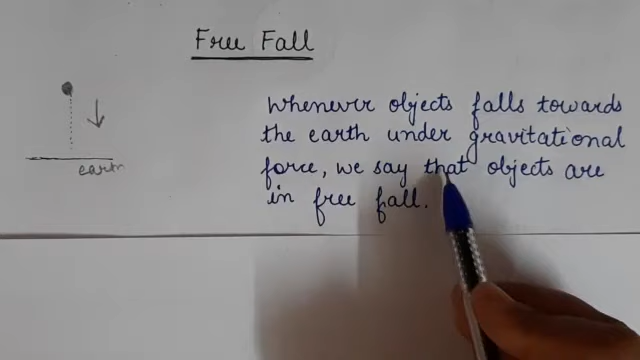 Free Fall
Whenever objects falls towards
the earth under gravitational
force, we say that objects are
in free fall.
earth